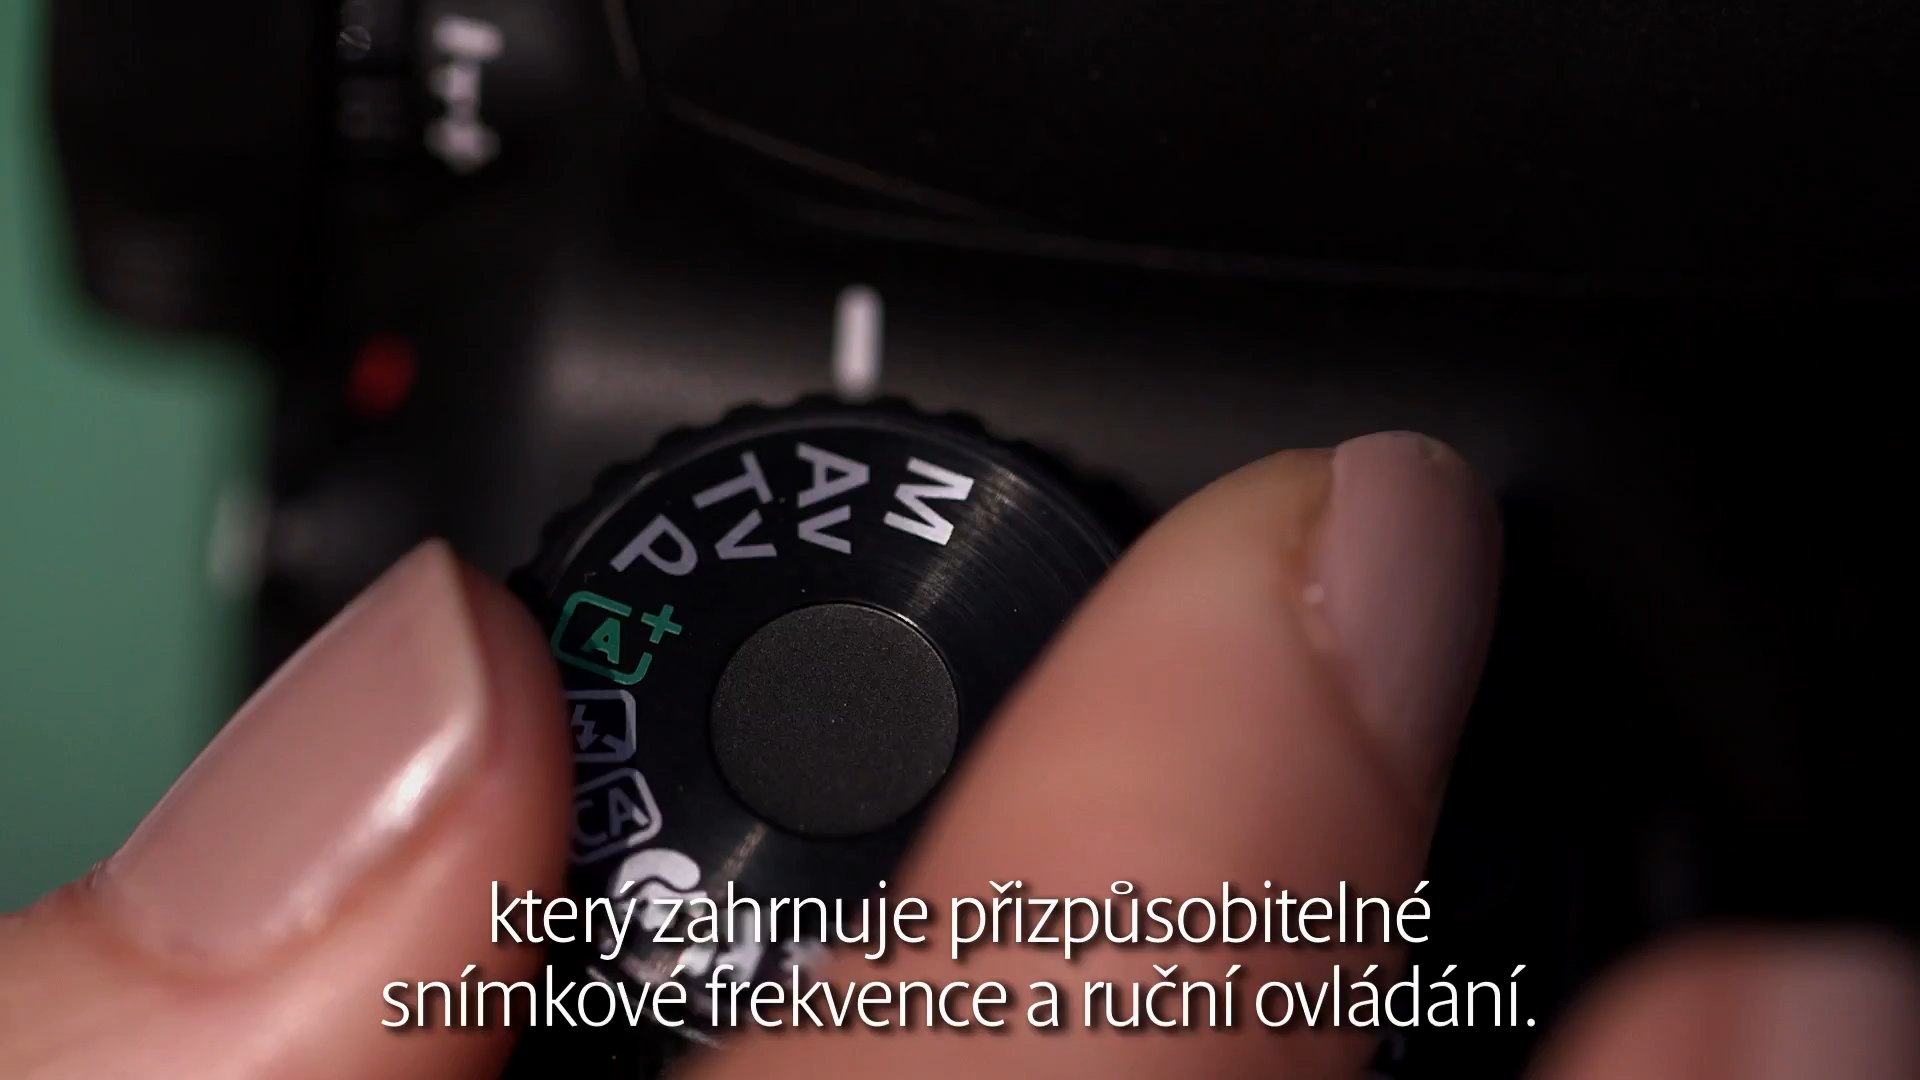 M
Av
Tv
P
A+
CA
který zahrnuje přizpůsobitelné
snímkové frekvence a ruční ovládání.